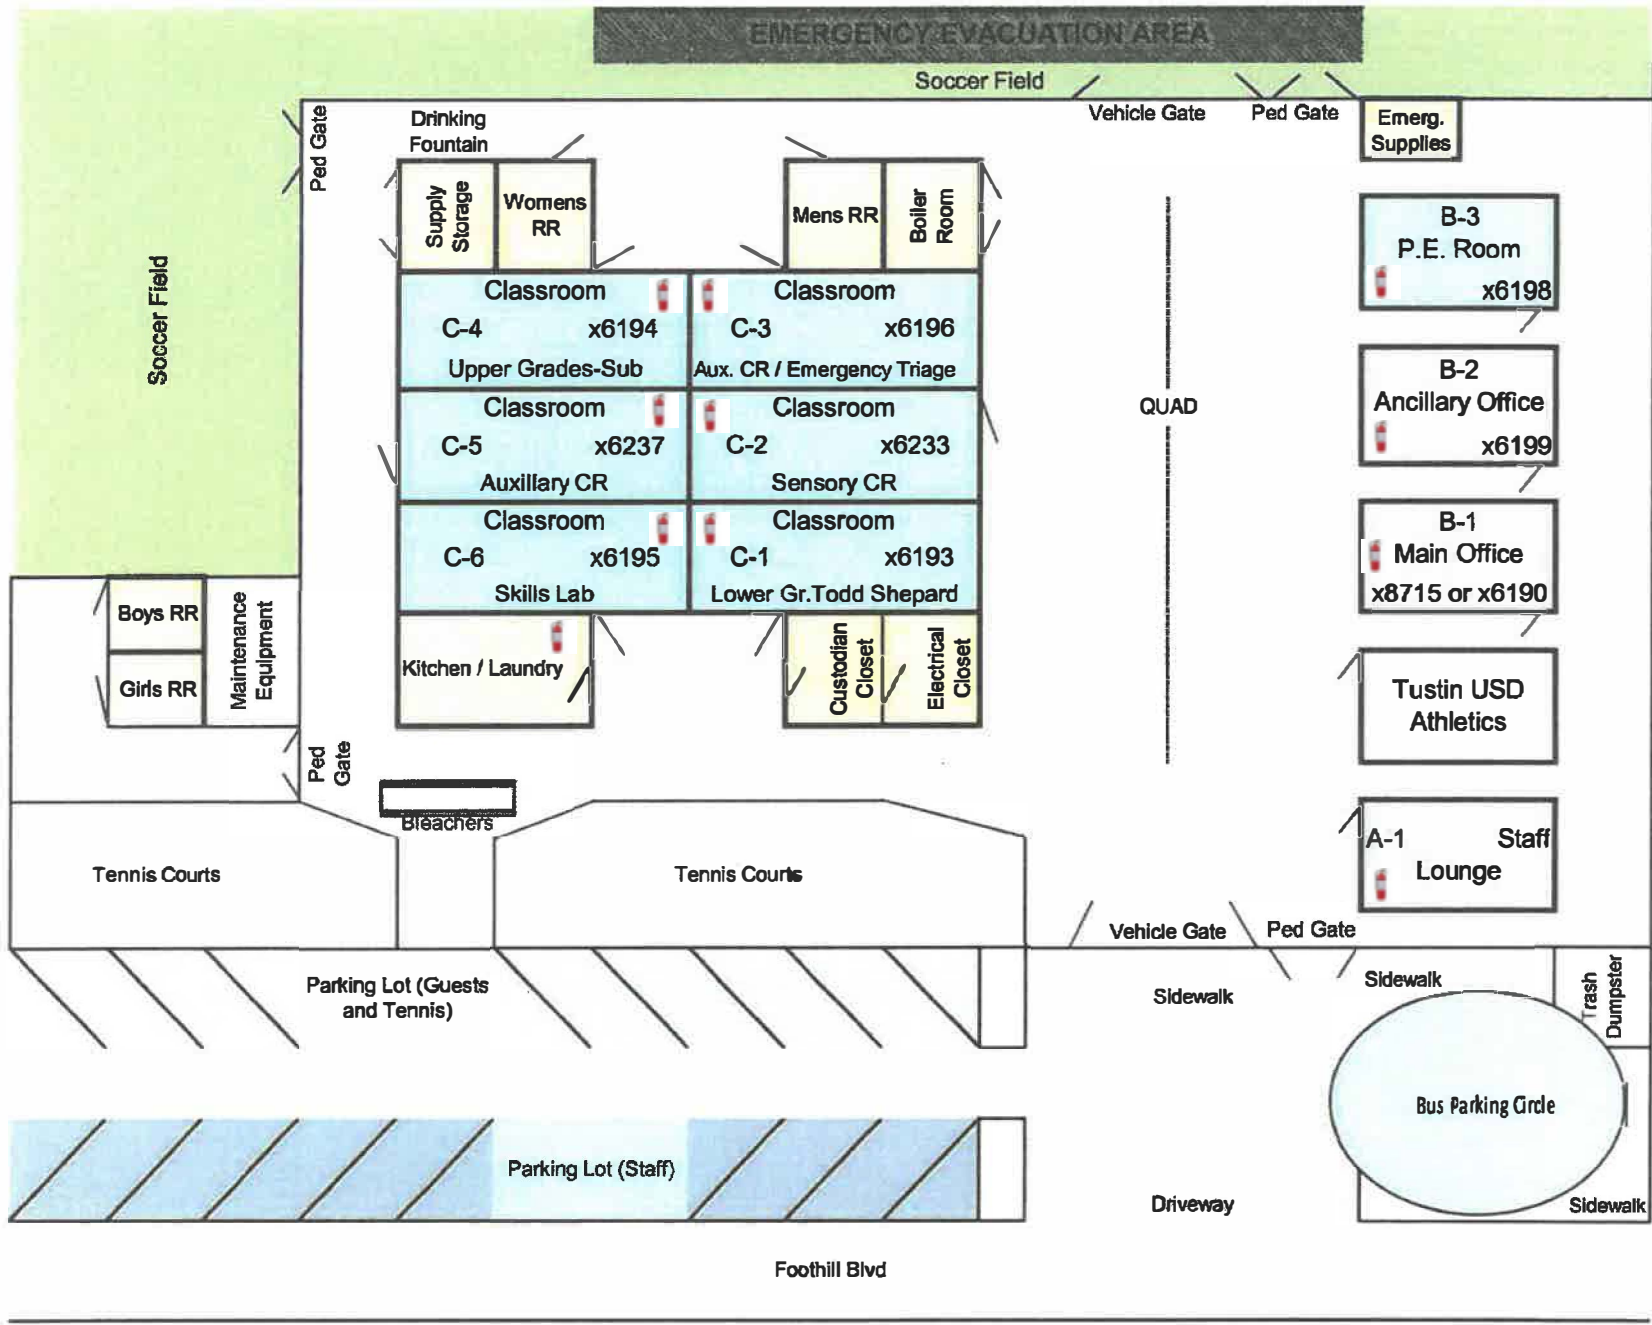 EMERGENCY EVACUATION AREA
Soccer Field
Vehicle Gate
Ped Gate
Emerg.
Supplies
Ped Gate
Drinking
Fountain
Supply
Storage
Womens
RR
Mens RR
Boiler
Room
Soccer Field
Classroom
C-4 x6194
Upper Grades-Sub
Classroom
C-3 x6196
Aux. CR / Emergency Triage
Classroom
C-5 x6237
Auxillary CR
Classroom
C-2 x6233
Sensory CR
Classroom
C-6 x6195
Skills Lab
Classroom
C-1 x6193
Lower Gr.Todd Shepard
QUAD
B-3
P.E. Room
x6198
B-2
Ancillary Office
x6199
B-1
Main Office
x8715 or x6190
Tustin USD
Athletics
A-1 Staff
Lounge
Boys RR
Girls RR
Maintenance
Equipment
Kitchen / Laundry
Custodian
Closet
Electrical
Closet
Ped
Gate
Bleachers
Tennis Courts
Tennis Courts
Vehicle Gate
Ped Gate
Parking Lot (Guests
and Tennis)
Sidewalk
Sidewalk
Trash
Dumpster
Bus Parking Circle
Parking Lot (Staff)
Driveway
Sidewalk
Foothill Blvd